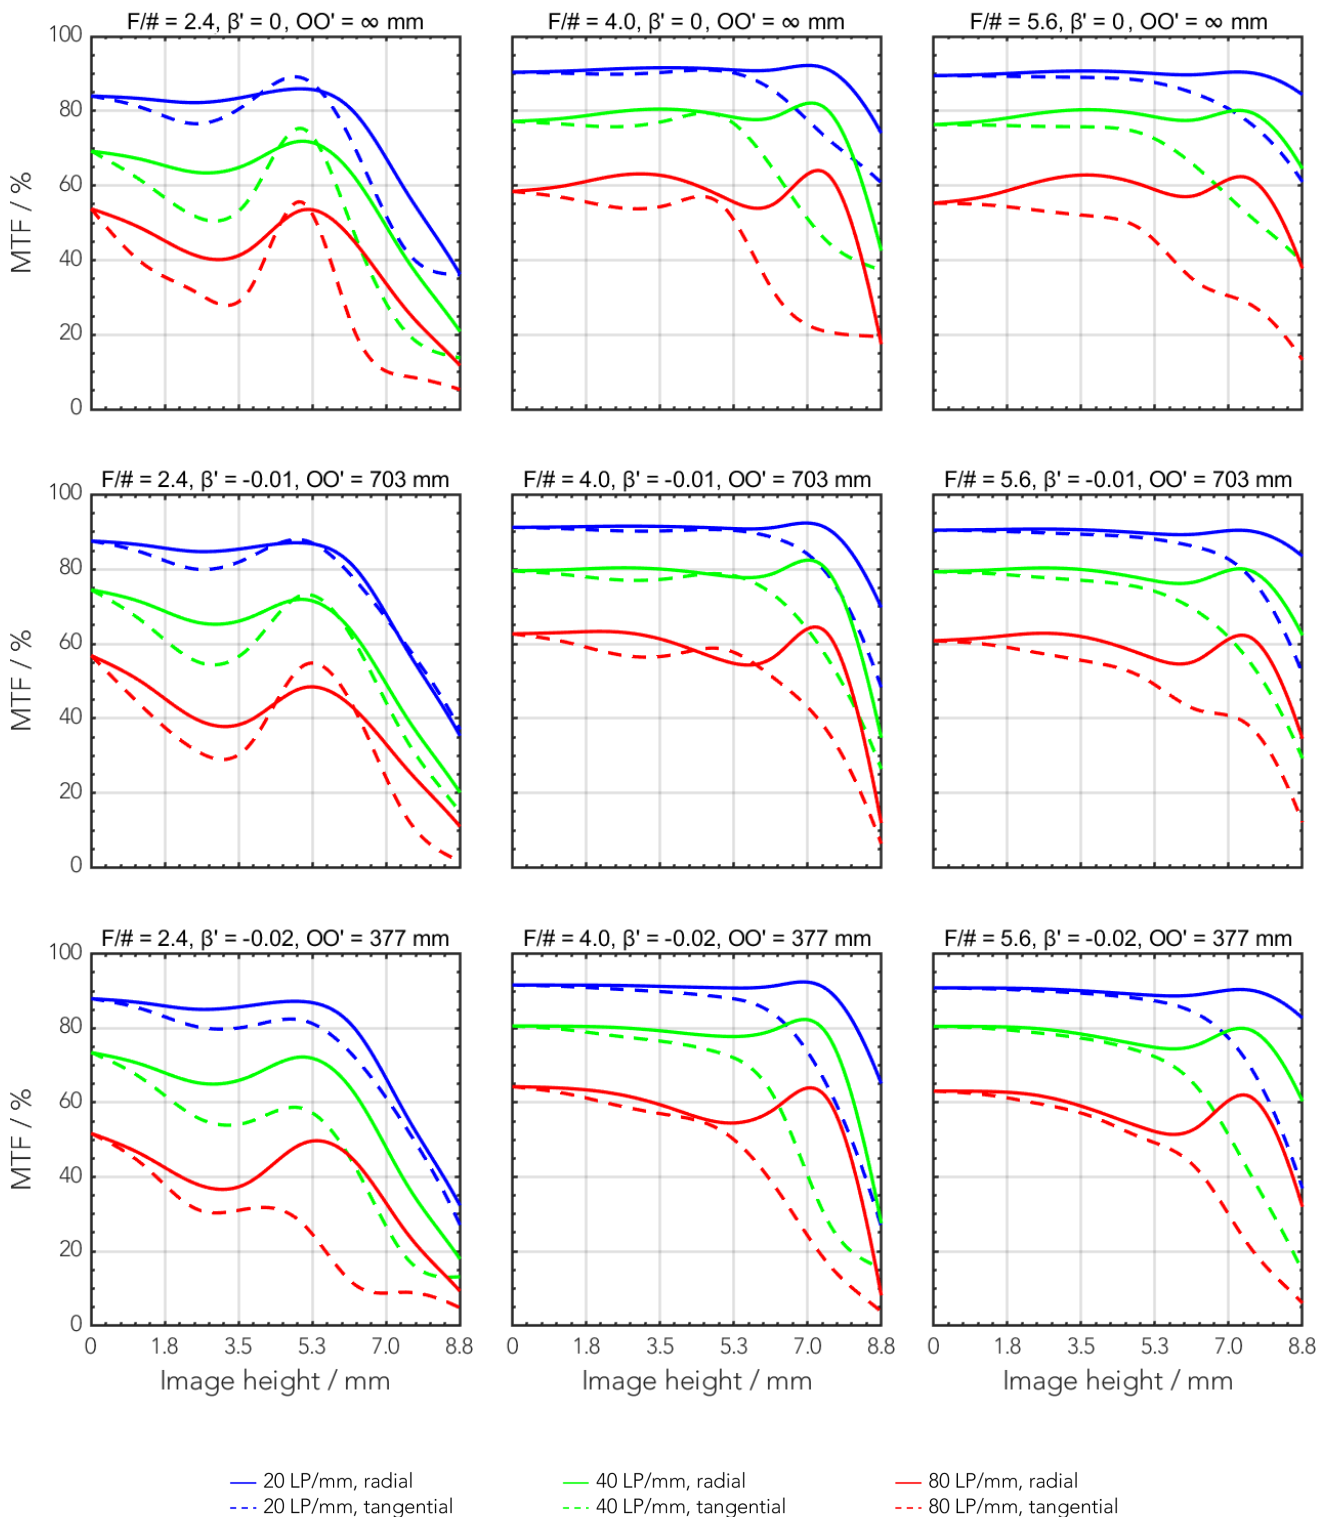 F/# = 2.4, β' = 0, OO' = ∞ mm
F/# = 4.0, β' = 0, OO' = ∞ mm
F/# = 5.6, β' = 0, OO' = ∞ mm
100
80
60
40
20
0
MTF / %
F/# = 2.4, β' = -0.01, OO' = 703 mm
F/# = 4.0, β' = -0.01, OO' = 703 mm
F/# = 5.6, β' = -0.01, OO' = 703 mm
100
80
60
40
20
0
MTF / %
F/# = 2.4, β' = -0.02, OO' = 377 mm
F/# = 4.0, β' = -0.02, OO' = 377 mm
F/# = 5.6, β' = -0.02, OO' = 377 mm
100
80
60
40
20
0
MTF / %
0 1.8 3.5 5.3 7.0 8.8
0 1.8 3.5 5.3 7.0 8.8
0 1.8 3.5 5.3 7.0 8.8
Image height / mm
Image height / mm
Image height / mm
20 LP/mm, radial
40 LP/mm, radial
80 LP/mm, radial
20 LP/mm, tangential
40 LP/mm, tangential
80 LP/mm, tangential